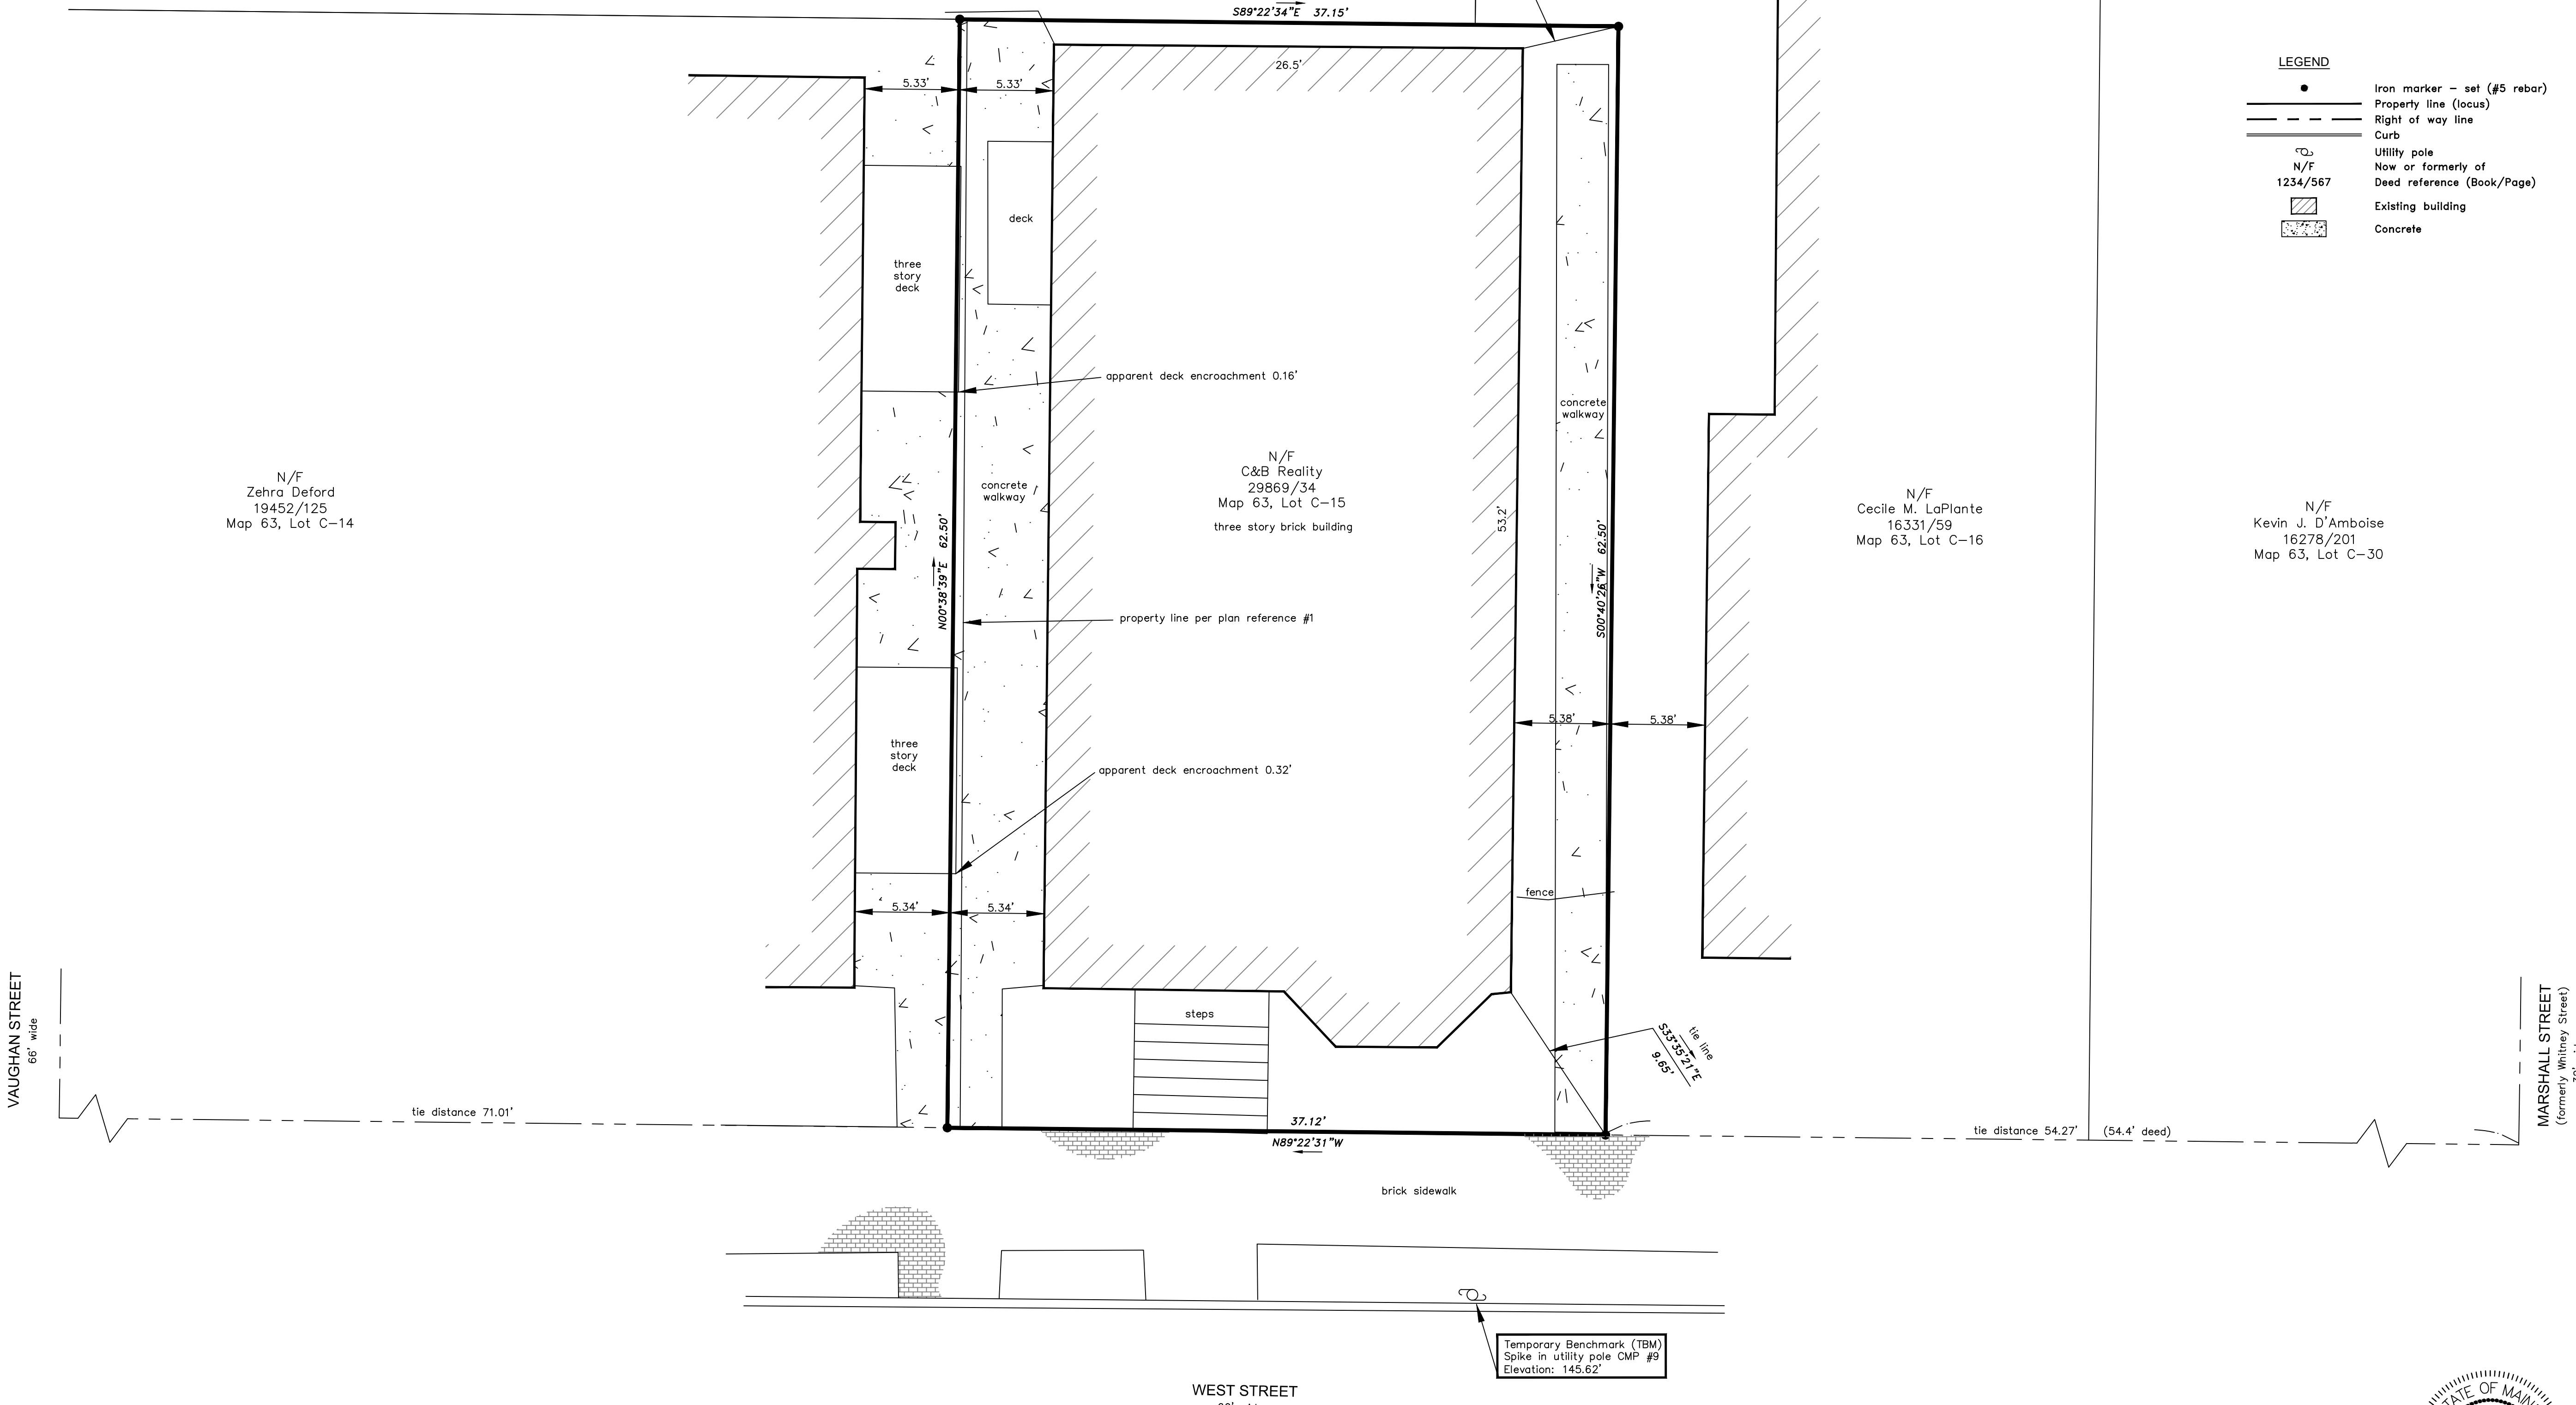 S89°22'34"E 37.15'
LEGEND
Iron marker – set (#5 rebar)
Property line (locus)
Right of way line
Curb
Utility pole
N/F Now or formerly of
1234/567 Deed reference (Book/Page)
Existing building
Concrete
26.5'
5.33'
5.33'
deck
three
story
deck
apparent deck encroachment 0.16'
concrete
walkway
N/F
Zehra Deford
19452/125
Map 63, Lot C–14
concrete
walkway
N/F
C&B Reality
29869/34
Map 63, Lot C–15
three story brick building
53.2'
N/F
Cecile M. LaPlante
16331/59
Map 63, Lot C–16
N/F
Kevin J. D'Amboise
16278/201
Map 63, Lot C–30
N00°38'39"E 62.50'
S00°40'26"W 62.50'
property line per plan reference #1
5.38'
5.38'
three
story
deck
apparent deck encroachment 0.32'
fence
5.34'
5.34'
steps
tie line
S33°35'21"E
9.65'
VAUGHAN STREET
66' wide
MARSHALL STREET
(formerly Whitney Street)
tie distance 71.01'
37.12'
N89°22'31"W
tie distance 54.27' (54.4' deed)
brick sidewalk
Temporary Benchmark (TBM)
Spike in utility pole CMP #9
Elevation: 145.62'
WEST STREET
STATE OF MAINE